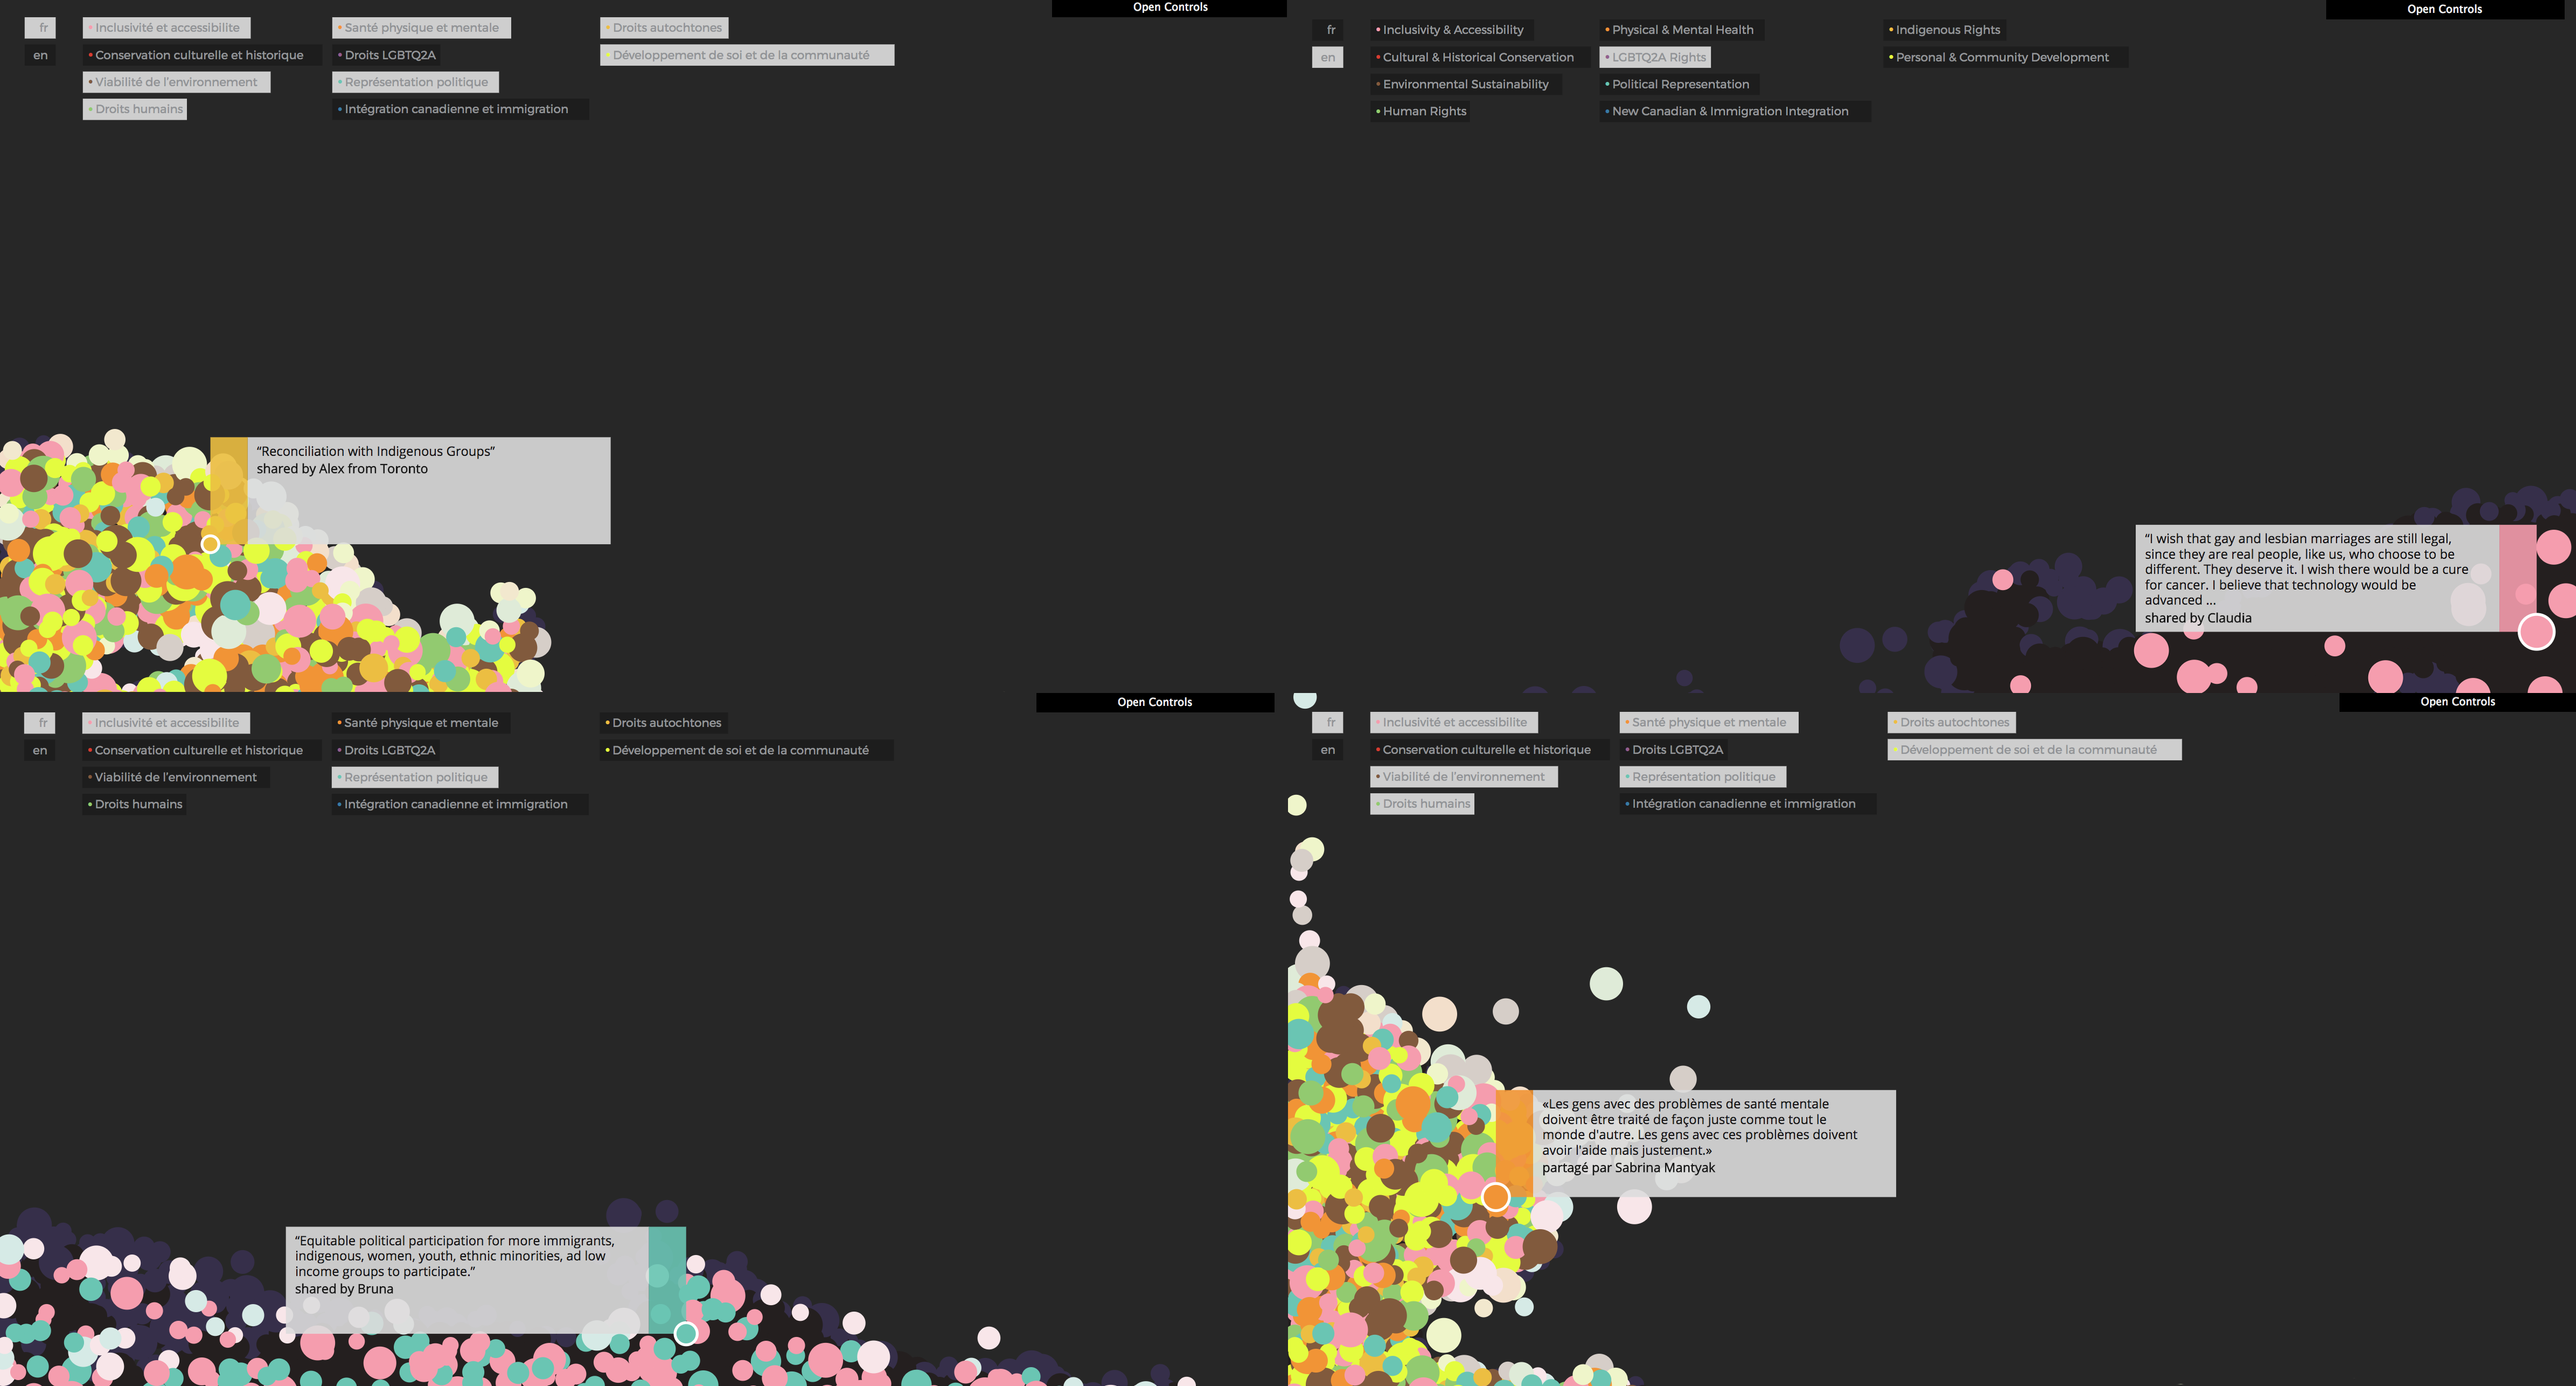 Open Controls
fr
Inclusivité et accessibilite
Santé physique et mentale
Droits autochtones
en
Conservation culturelle et historique
Droits LGBTQ2A
Développement de soi et de la communauté
Viabilité de l'environnement
Représentation politique
Droits humains
Intégration canadienne et immigration
“Reconciliation with Indigenous Groups”
shared by Alex from Toronto
Open Controls
fr
Inclusivity & Accessibility
Physical & Mental Health
Indigenous Rights
en
Cultural & Historical Conservation
LGBTQ2A Rights
Personal & Community Development
Environmental Sustainability
Political Representation
Human Rights
New Canadian & Immigration Integration
“I wish that gay and lesbian marriages are still legal,
since they are real people, like us, who choose to be
different. They deserve it. I wish there would be a cure
for cancer. I believe that technology would be
advanced ...
shared by Claudia
Open Controls
fr
Inclusivité et accessibilite
Santé physique et mentale
Droits autochtones
en
Conservation culturelle et historique
Droits LGBTQ2A
Développement de soi et de la communauté
Viabilité de l'environnement
Représentation politique
Droits humains
Intégration canadienne et immigration
“Equitable political participation for more immigrants,
indigenous, women, youth, ethnic minorities, ad low
income groups to participate.”
shared by Bruna
Open Controls
fr
Inclusivité et accessibilite
Santé physique et mentale
Droits autochtones
en
Conservation culturelle et historique
Droits LGBTQ2A
Développement de soi et de la communauté
Viabilité de l'environnement
Représentation politique
Droits humains
Intégration canadienne et immigration
«Les gens avec des problèmes de santé mentale
doivent être traité de façon juste comme tout le
monde d'autre. Les gens avec ces problèmes doivent
avoir l'aide mais justement.»
partagé par Sabrina Mantyak